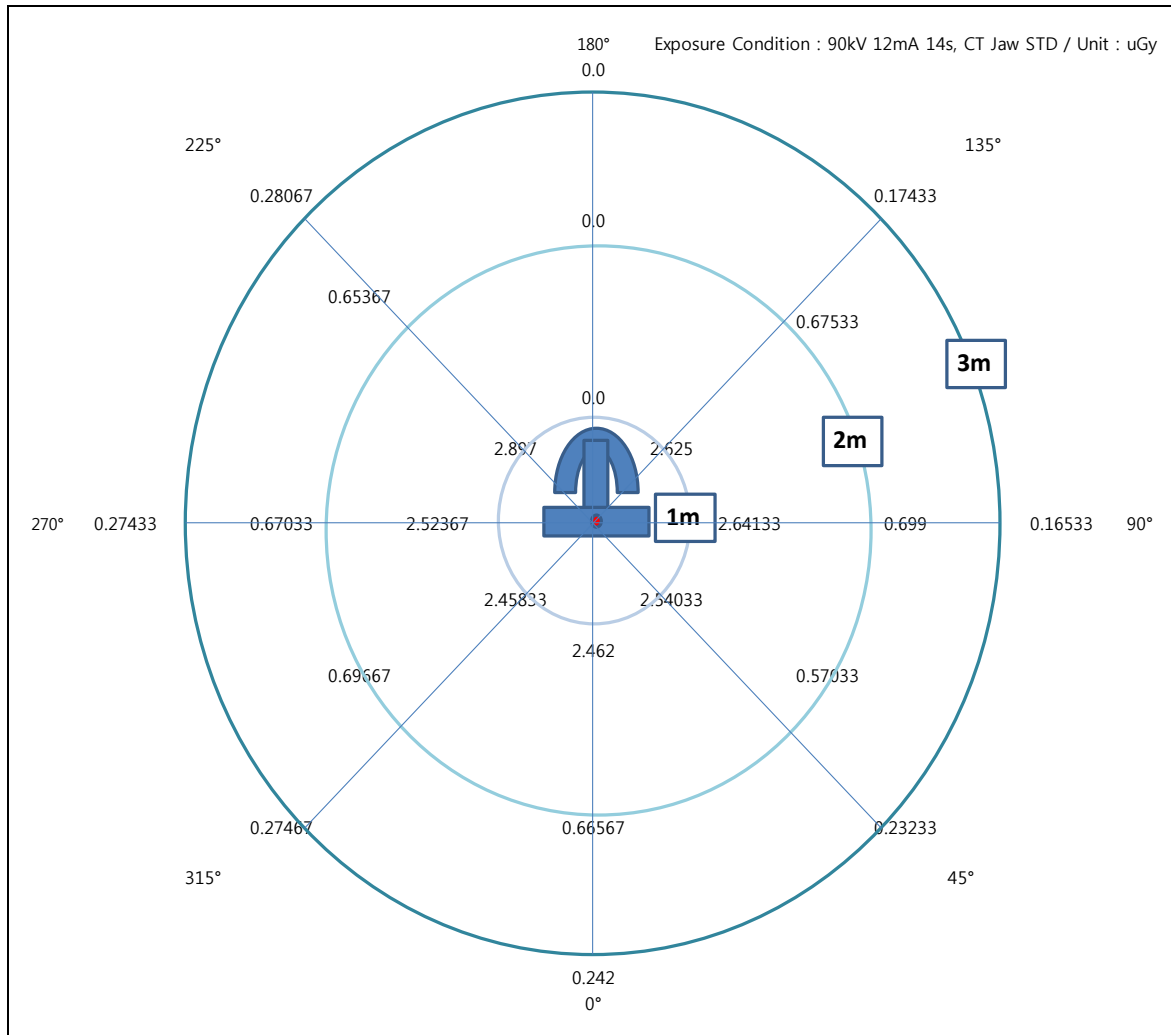 180° Exposure Condition : 90kV 12mA 14s, CT Jaw STD / Unit : uGy
0.0
225° 135°
0.28067 0.17433
0.0
0.65367
0.67533
3m
0.0
2m
2.897 2.625
1m
270° 0.27433 0.67033 2.52367 2.64133 0.699 0.16533 90°
2.45833 2.54033
2.462
0.69667 0.57033
0.27467 0.66567 0.23233
315° 45°
0.242
0°